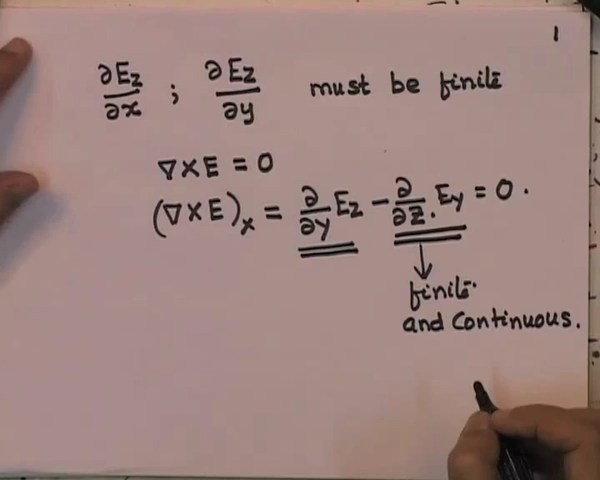 1
∂Ez/∂x ; ∂Ez/∂y must be finite
∇×E = 0
(∇×E)x = ∂/∂y Ez - ∂/∂z. Ey = 0.
finite.
and continuous.